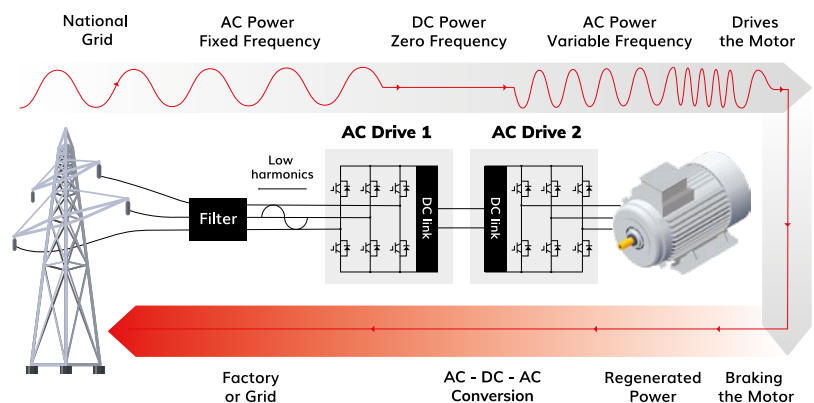 National
Grid
AC Power
Fixed Frequency
DC Power
Zero Frequency
AC Power
Variable Frequency
Drives
the Motor
AC Drive 1
AC Drive 2
Low
harmonics
Filter
DC link
DC link
Factory
or Grid
AC - DC - AC
Conversion
Regenerated
Power
Braking
the Motor